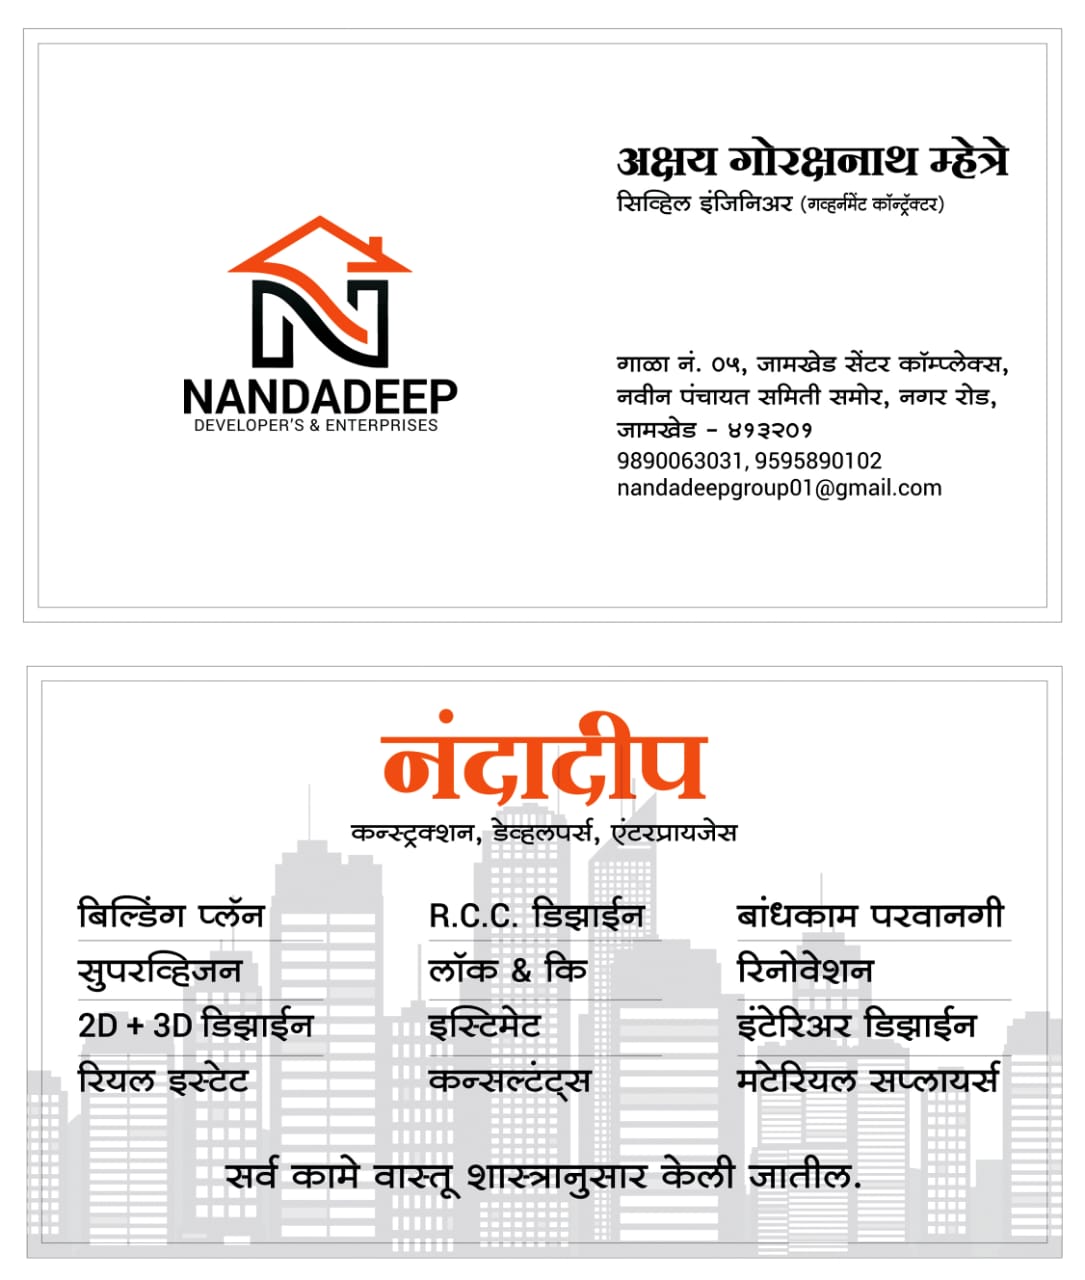 NANDADEEP
DEVELOPER'S & ENTERPRISES
अक्षय गोरक्षनाथ म्हेत्रे
सिव्हिल इंजिनिअर (गव्हर्नमेंट कॉन्ट्रॅक्टर)
गाळा नं. ०५, जामखेड सेंटर कॉम्प्लेक्स,
नवीन पंचायत समिती समोर, नगर रोड,
जामखेड - ४१३२०१
9890063031, 9595890102
nandadeepgroup01@gmail.com
नंदादीप
कन्स्ट्रक्शन, डेव्हलपर्स, एंटरप्रायजेस
बिल्डिंग प्लॅन
सुपरव्हिजन
2D + 3D डिझाईन
रियल इस्टेट
R.C.C. डिझाईन
लॉक & कि
इस्टिमेट
कन्सल्टंट्स
बांधकाम परवानगी
रिनोवेशन
इंटेरिअर डिझाईन
मटेरियल सप्लायर्स
सर्व कामे वास्तू शास्त्रानुसार केली जातील.